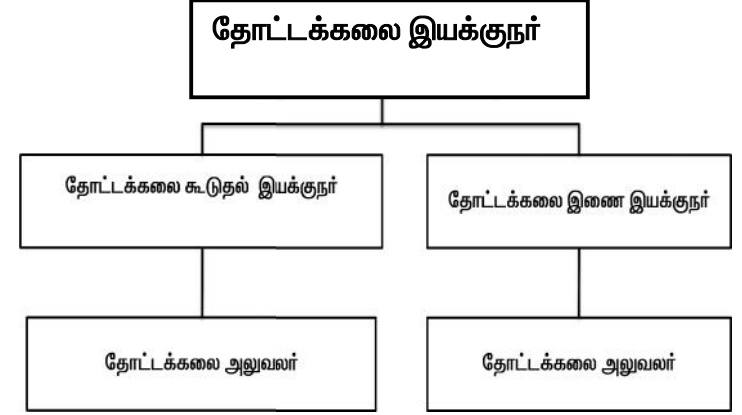 தோட்டக்கலை இயக்குநர்
தோட்டக்கலை கூடுதல் இயக்குநர்
தோட்டக்கலை இணை இயக்குநர்
தோட்டக்கலை அலுவலர்
தோட்டக்கலை அலுவலர்